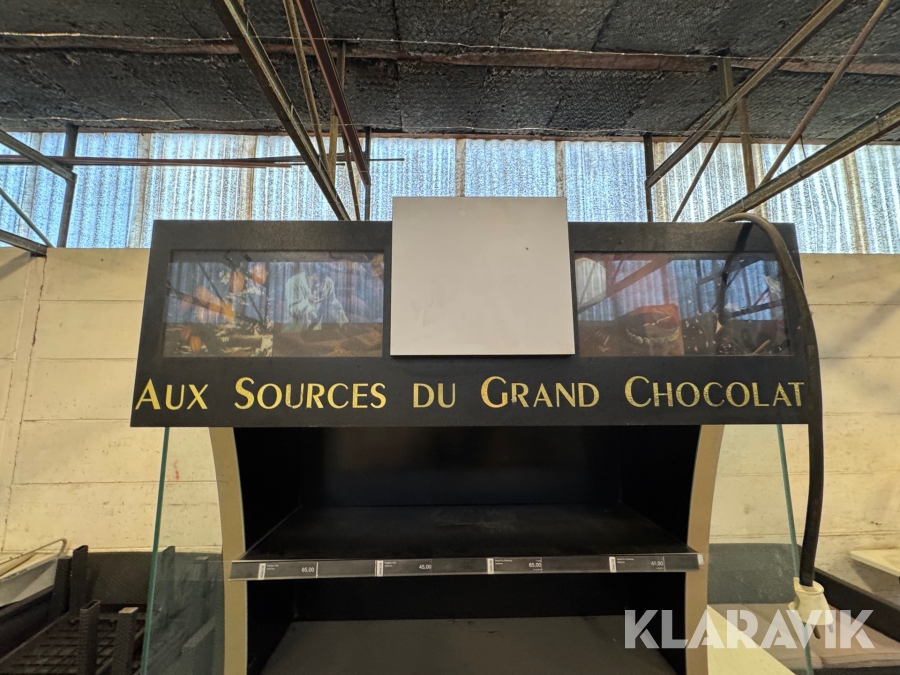 Aux Sources du Grand Chocolat
65.00 45.00 65.00
KLARAVIK